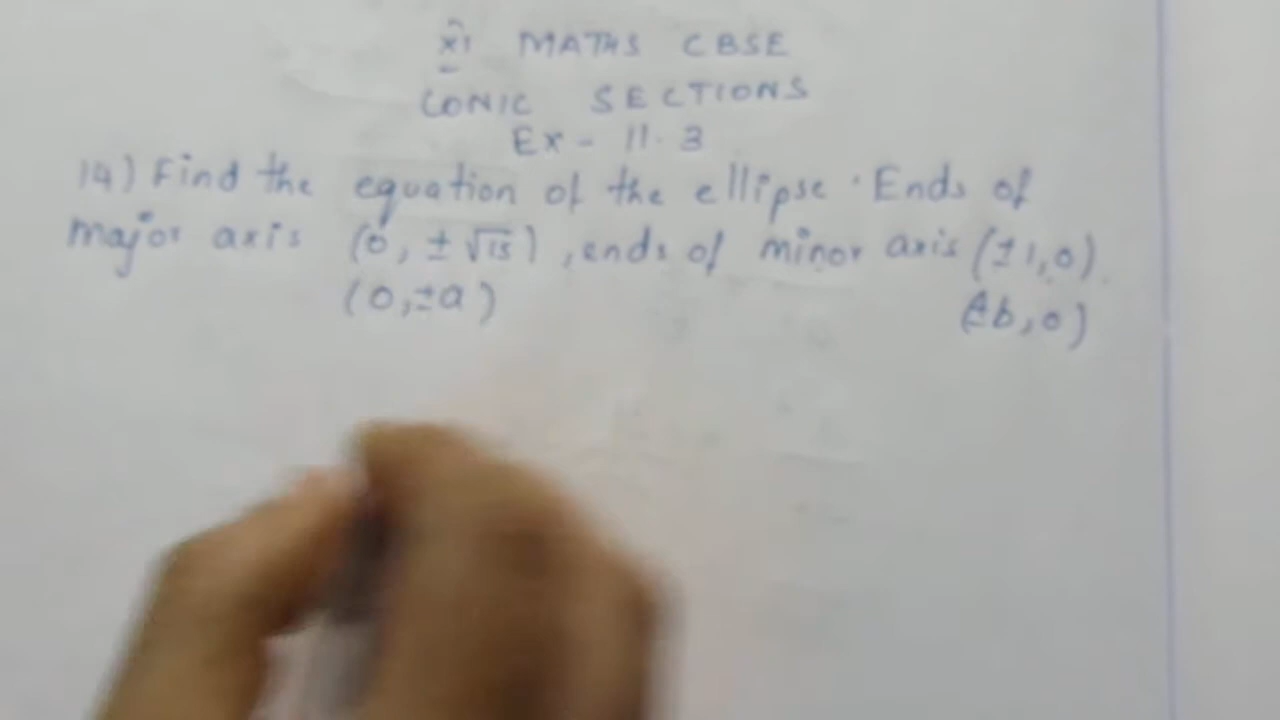 XI MATHS CBSE
CONIC SECTIONS
Ex - 11.3
14) Find the equation of the ellipse. Ends of
major axis (0, ± √15), ends of minor axis (±1,0)
(0,±a) (±b,0)